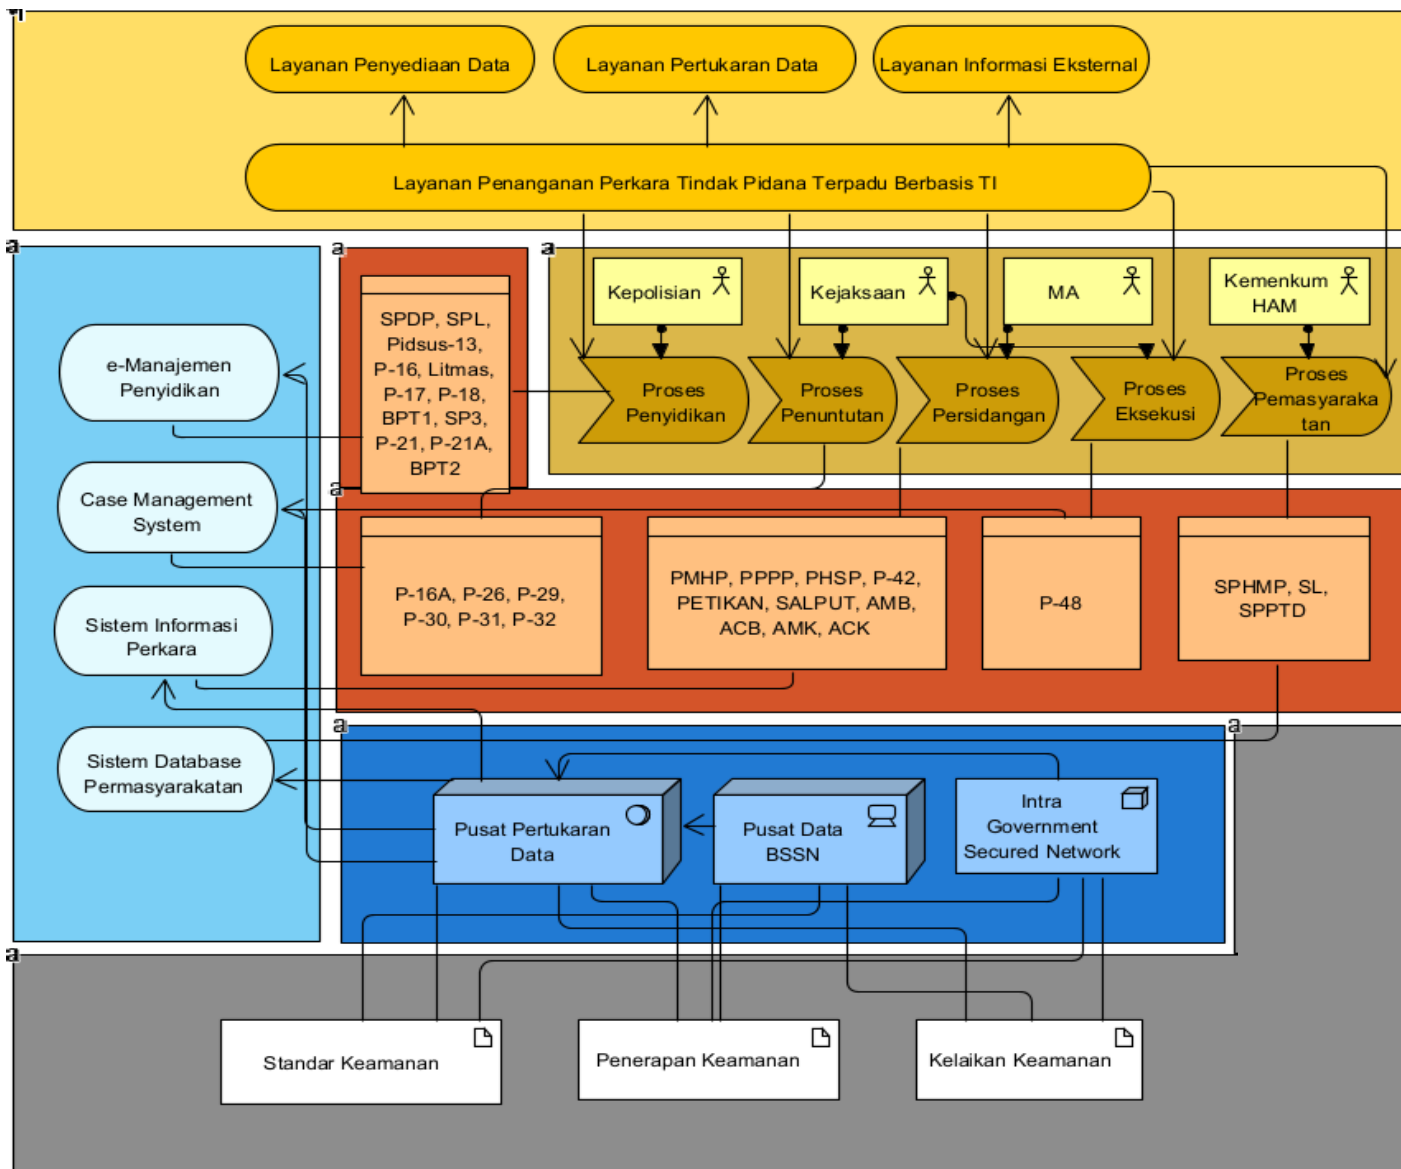 Layanan Penyediaan Data
Layanan Pertukaran Data
Layanan Informasi Eksternal
Layanan Penanganan Perkara Tindak Pidana Terpadu Berbasis TI
a
a
a
Kepolisian
Kejaksaan
MA
Kemenkum
HAM
SPDP, SPL,
Pidsus-13,
P-16, Litmas,
P-17, P-18,
BPT1, SP3,
P-21, P-21A,
BPT2
e-Manajemen
Penyidikan
Proses
Penyidikan
Proses
Penuntutan
Proses
Persidangan
Proses
Eksekusi
Proses
Pemasyaraka
tan
a
Case Management
System
P-16A, P-26, P-29,
P-30, P-31, P-32
PMHP, PPPP, PHSP, P-42,
PETIKAN, SALPUT, AMB,
ACB, AMK, ACK
P-48
SPHMP, SL,
SPPTD
Sistem Informasi
Perkara
a
a
Sistem Database
Permasyarakatan
Pusat Pertukaran
Data
Pusat Data
BSSN
Intra
Government
Secured Network
a
Standar Keamanan
Penerapan Keamanan
Kelaikan Keamanan